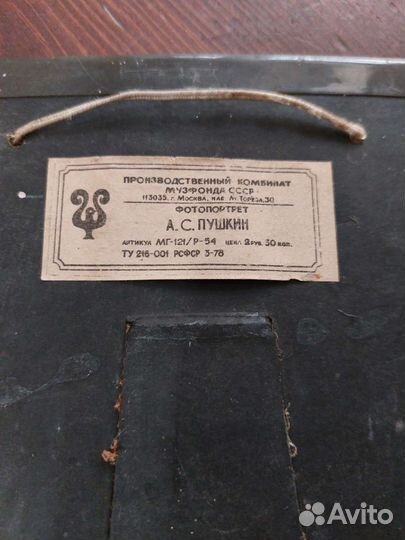 ПРОИЗВОДСТВЕННЫЙ КОМБИНАТ
МУЗФОНДА СССР
113035, г. Москва, наб. М. Тореза, 30
ФОТОПОРТРЕТ
А.С. ПУШКИН
АРТИКУЛ МГ-121/Р-54 ЦЕНА 2 РУБ. 50 КОП.
ТУ 216-001 РСФСР 3-78
Avito